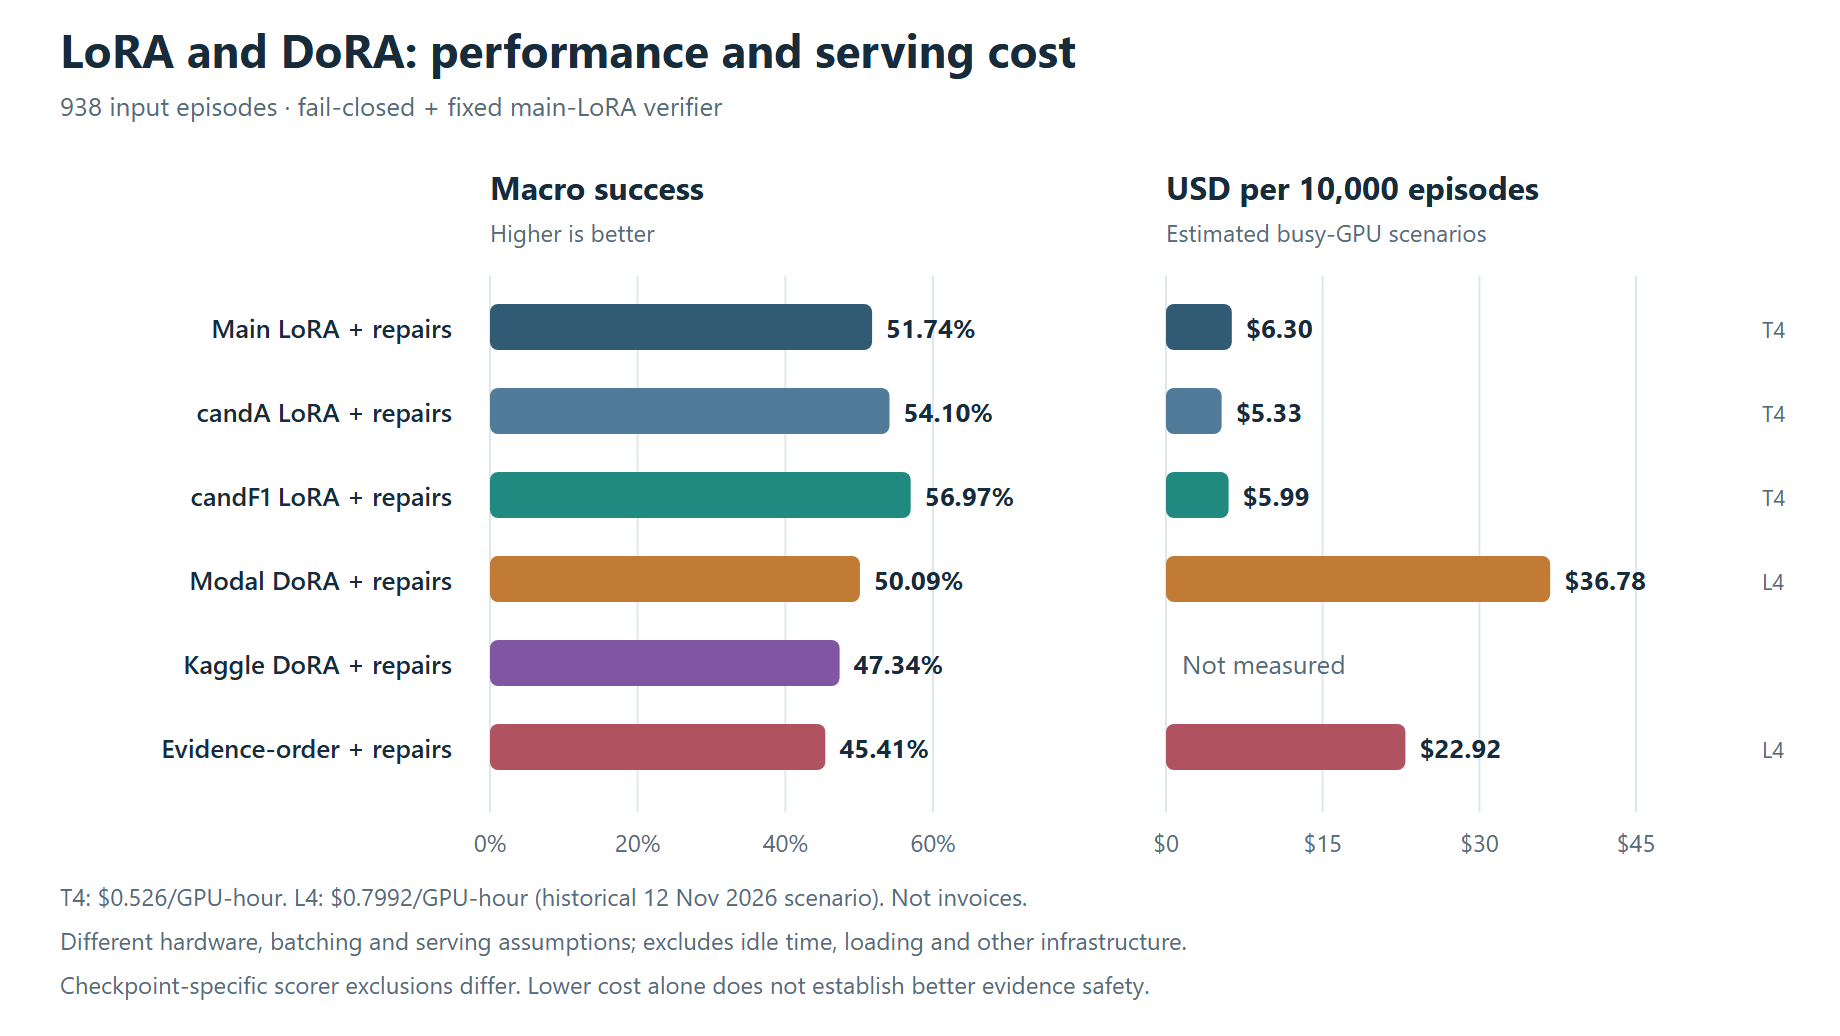 LoRA and DoRA: performance and serving cost
938 input episodes · fail-closed + fixed main-LoRA verifier
Macro success
Higher is better
USD per 10,000 episodes
Estimated busy-GPU scenarios
Main LoRA + repairs 51.74% $6.30 T4
candA LoRA + repairs 54.10% $5.33 T4
candF1 LoRA + repairs 56.97% $5.99 T4
Modal DoRA + repairs 50.09% $36.78 L4
Kaggle DoRA + repairs 47.34% Not measured
Evidence-order + repairs 45.41% $22.92 L4
0% 20% 40% 60% $0 $15 $30 $45
T4: $0.526/GPU-hour. L4: $0.7992/GPU-hour (historical 12 Nov 2026 scenario). Not invoices.
Different hardware, batching and serving assumptions; excludes idle time, loading and other infrastructure.
Checkpoint-specific scorer exclusions differ. Lower cost alone does not establish better evidence safety.